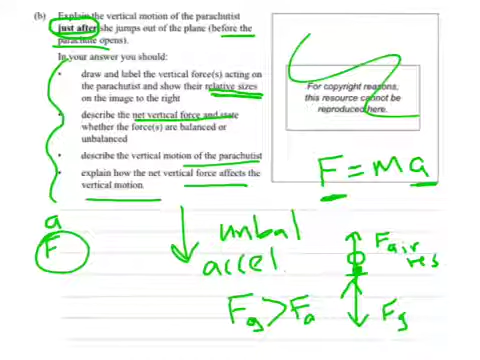 (b) Explain the vertical motion of the parachutist
just after she jumps out of the plane (before the
parachute opens).
In your answer you should:
• draw and label the vertical force(s) acting on
the parachutist and show their relative sizes
on the image to the right
• describe the net vertical force and state
whether the force(s) are balanced or
unbalanced
• describe the vertical motion of the parachutist
• explain how the net vertical force affects the
vertical motion.
For copyright reasons,
this resource cannot be
reproduced here.
F = ma
a
F
unbal
accel
Fg > Fa
Fair
res
Fg